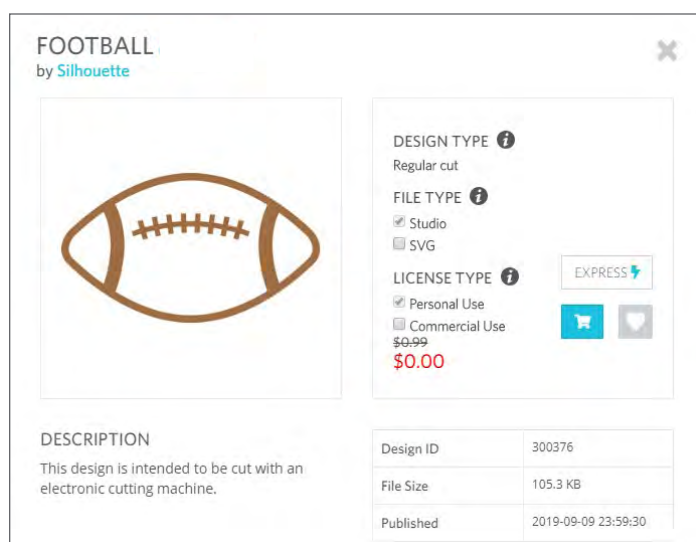 FOOTBALL
by Silhouette
DESIGN TYPE
Regular cut
FILE TYPE
Studio
SVG
LICENSE TYPE
Personal Use
Commercial Use
$0.99
$0.00
EXPRESS
DESCRIPTION
This design is intended to be cut with an
electronic cutting machine.
Design ID 300376
File Size 105.3 KB
Published 2019-09-09 23:59:30